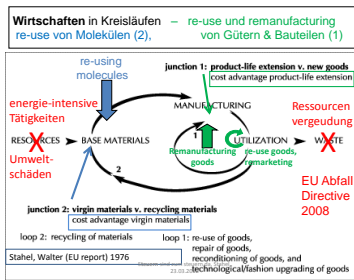 Wirtschaften in Kreisläufen – re-use und remanufacturing
re-use von Molekülen (2), von Gütern & Bauteilen (1)
re-using
molecules
junction 1: product-life extension v. new goods
cost advantage product-life extension
energie-intensive
Tätigkeiten
MANUFACTURING
Ressourcen
vergeudung
RESOURCES
BASE MATERIALS
1
UTILIZATION
WASTE
X
X
Remanufacturing
goods
re-use goods,
remarketing
Umwelt-
schäden
2
EU Abfall
Directive
2008
junction 2: virgin materials v. recycling materials
cost advantage virgin materials
loop 2: recycling of materials
loop 1: re-use of goods,
repair of goods,
reconditioning of goods, and
technological/fashion upgrading of goods
Stahel, Walter (EU report) 1976